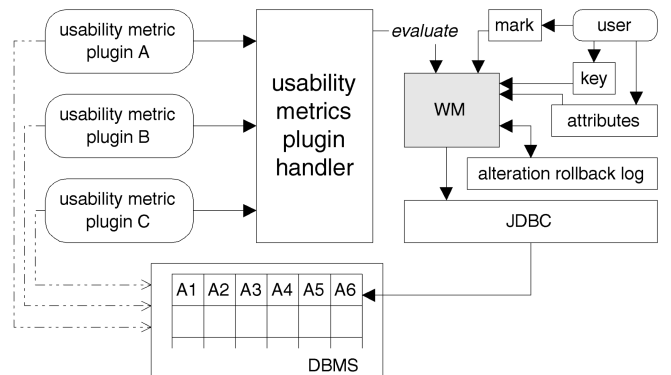 usability metric
plugin A
usability metric
plugin B
usability metric
plugin C
usability
metrics
plugin
handler
evaluate
mark
user
key
attributes
WM
alteration rollback log
JDBC
A1 A2 A3 A4 A5 A6
DBMS